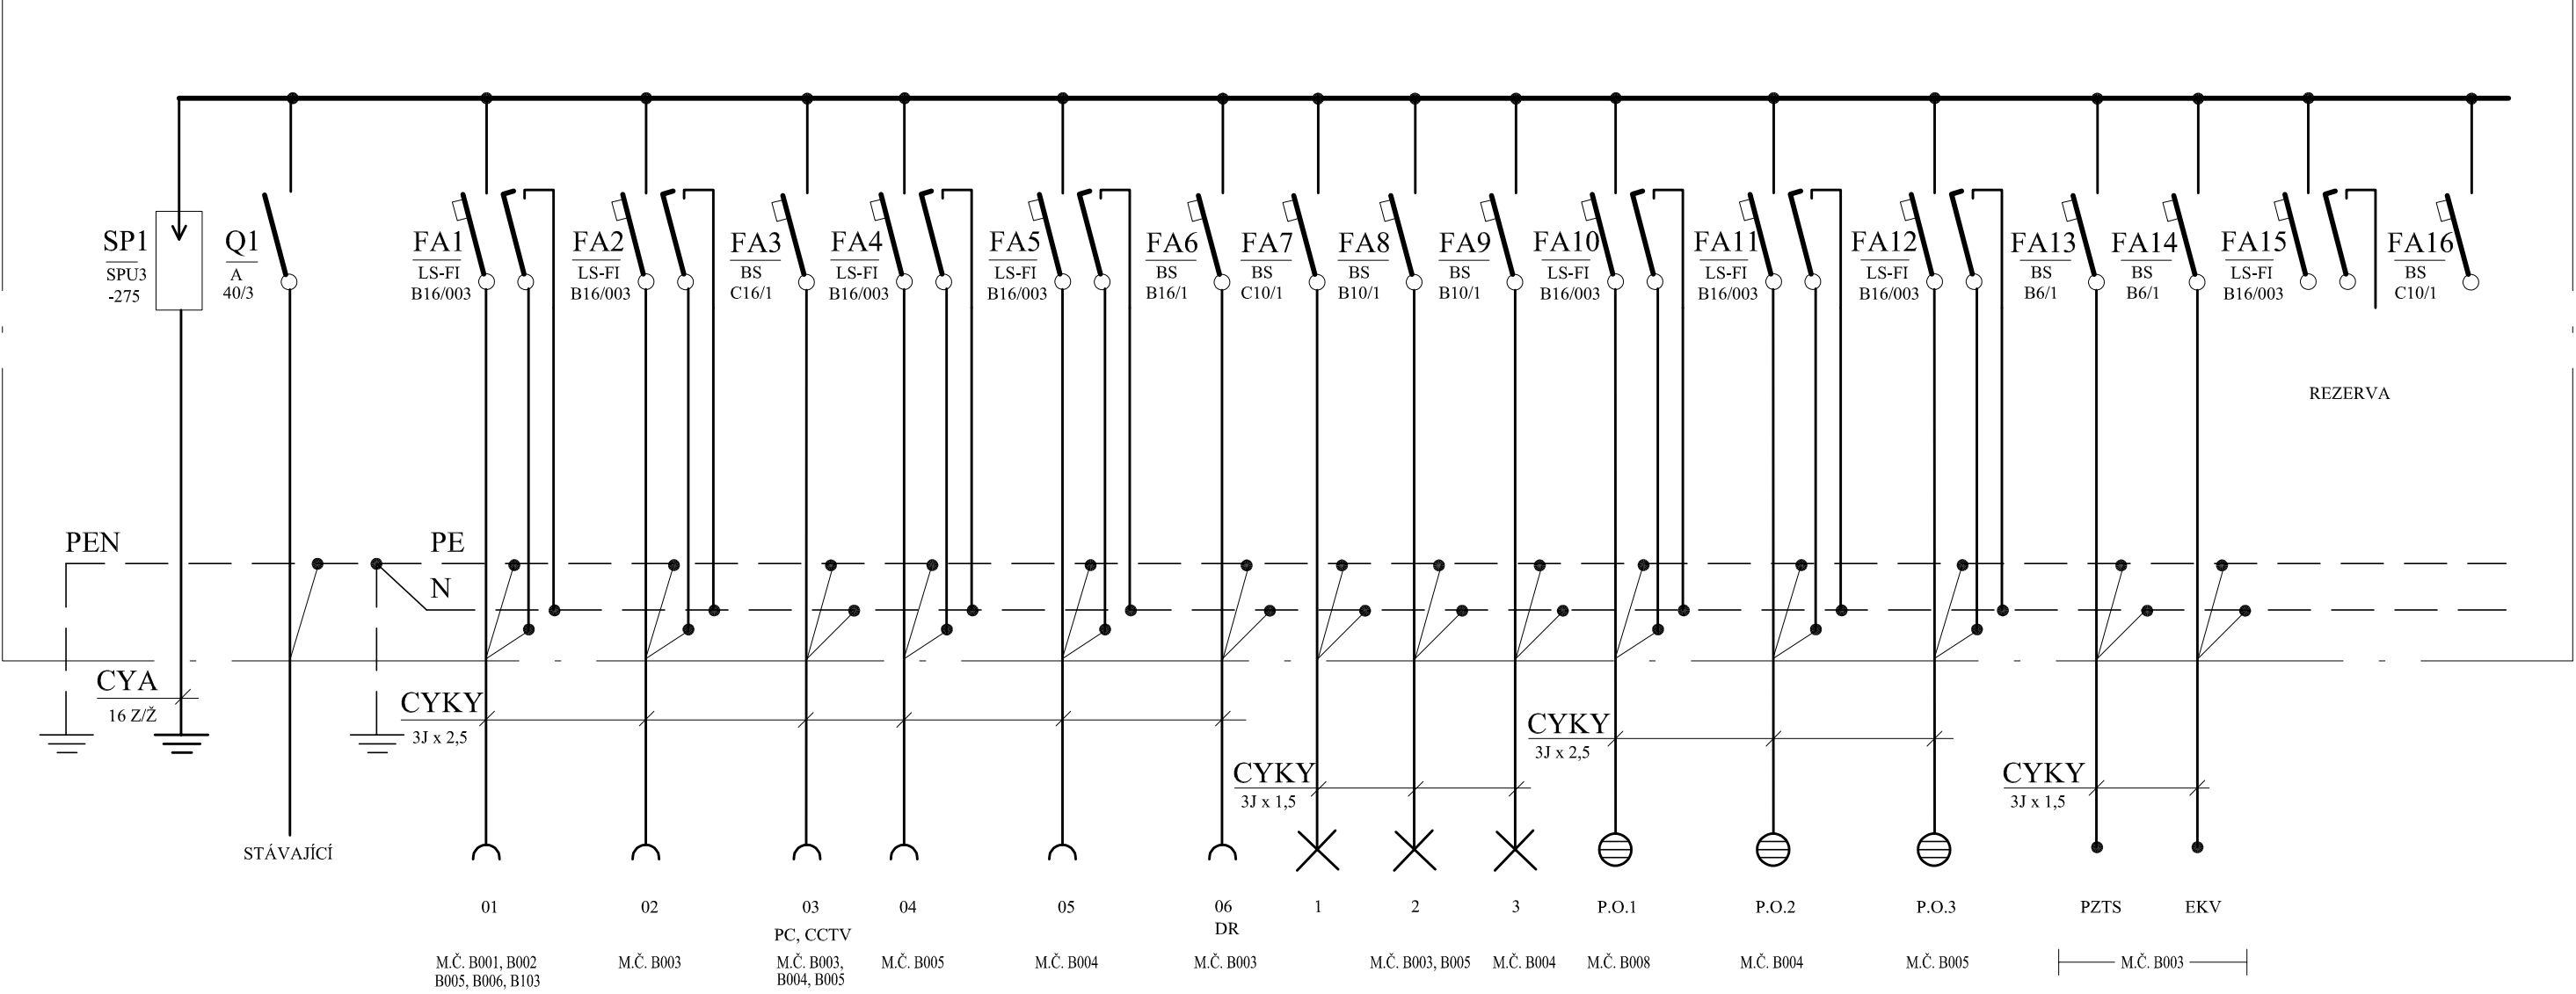 SP1
SPU3
-275
Q1
A
40/3
FA1
LS-FI
B16/003
FA2
LS-FI
B16/003
FA3
BS
C16/1
FA4
LS-FI
B16/003
FA5
LS-FI
B16/003
FA6
BS
B16/1
FA7
BS
C10/1
FA8
BS
B10/1
FA9
BS
B10/1
FA10
LS-FI
B16/003
FA11
LS-FI
B16/003
FA12
LS-FI
B16/003
FA13
BS
B6/1
FA14
BS
B6/1
FA15
LS-FI
B16/003
FA16
BS
C10/1
REZERVA
PEN
PE
N
CYA
16 Z/Ž
CYKY
3J x 2,5
CYKY
3J x 1,5
CYKY
3J x 2,5
CYKY
3J x 1,5
STÁVAJÍCÍ
01
M.Č. B001, B002
B005, B006, B103
02
M.Č. B003
03
PC, CCTV
M.Č. B003,
B004, B005
04
M.Č. B005
05
M.Č. B004
06
DR
M.Č. B003
1
2
M.Č. B003, B005
3
M.Č. B004
P.O.1
M.Č. B008
P.O.2
M.Č. B004
P.O.3
M.Č. B005
PZTS
EKV
M.Č. B003